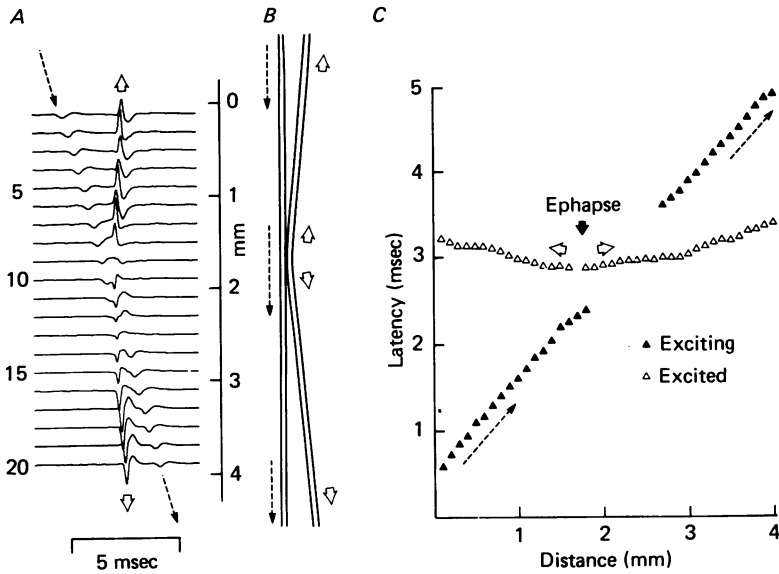 A
B
C
0
5
1
mm
10
2
15
3
20
4
5 msec
5
4
3
2
1
Latency (msec)
Ephapse
▲ Exciting
△ Excited
1
2
3
4
Distance (mm)